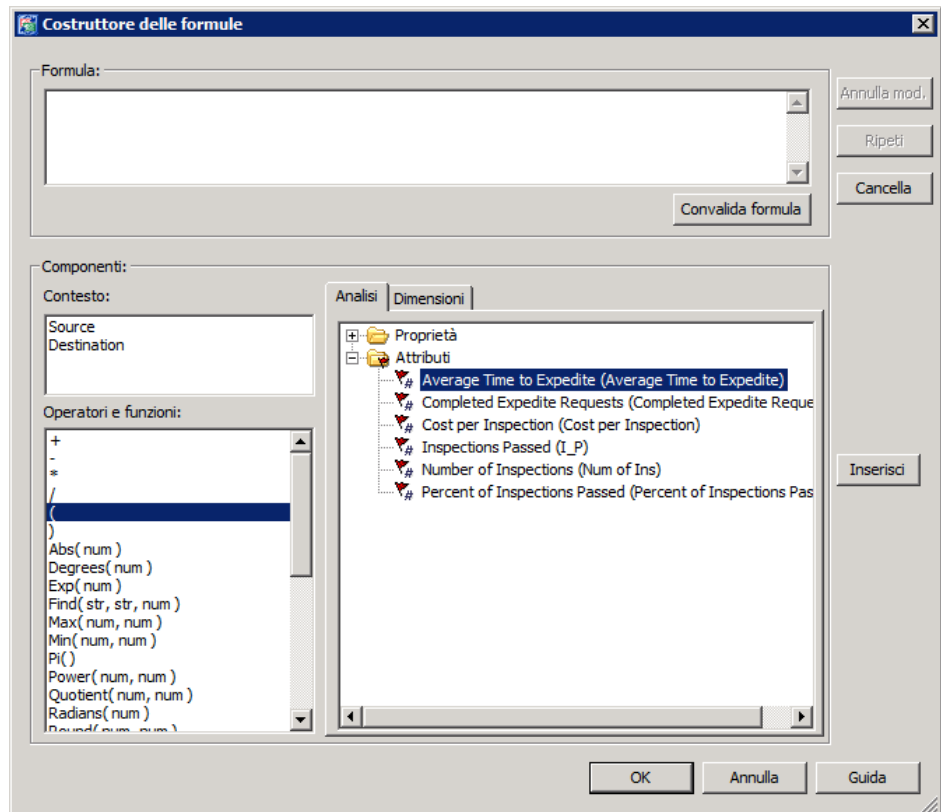 Costruttore delle formule
Formula:
Annulla mod.
Ripeti
Cancella
Convalida formula
Componenti:
Contesto:
Source
Destination
Operatori e funzioni:
+
-
*
/
(
)
Abs( num )
Degrees( num )
Exp( num )
Find( str, str, num )
Max( num, num )
Min( num, num )
Pi( )
Power( num, num )
Quotient( num, num )
Radians( num )
Round( num, num )
Analisi
Dimensioni
Proprietà
Attributi
Average Time to Expedite (Average Time to Expedite)
Completed Expedite Requests (Completed Expedite Reque
Cost per Inspection (Cost per Inspection)
Inspections Passed (I_P)
Number of Inspections (Num of Ins)
Percent of Inspections Passed (Percent of Inspections Pas
Inserisci
OK
Annulla
Guida